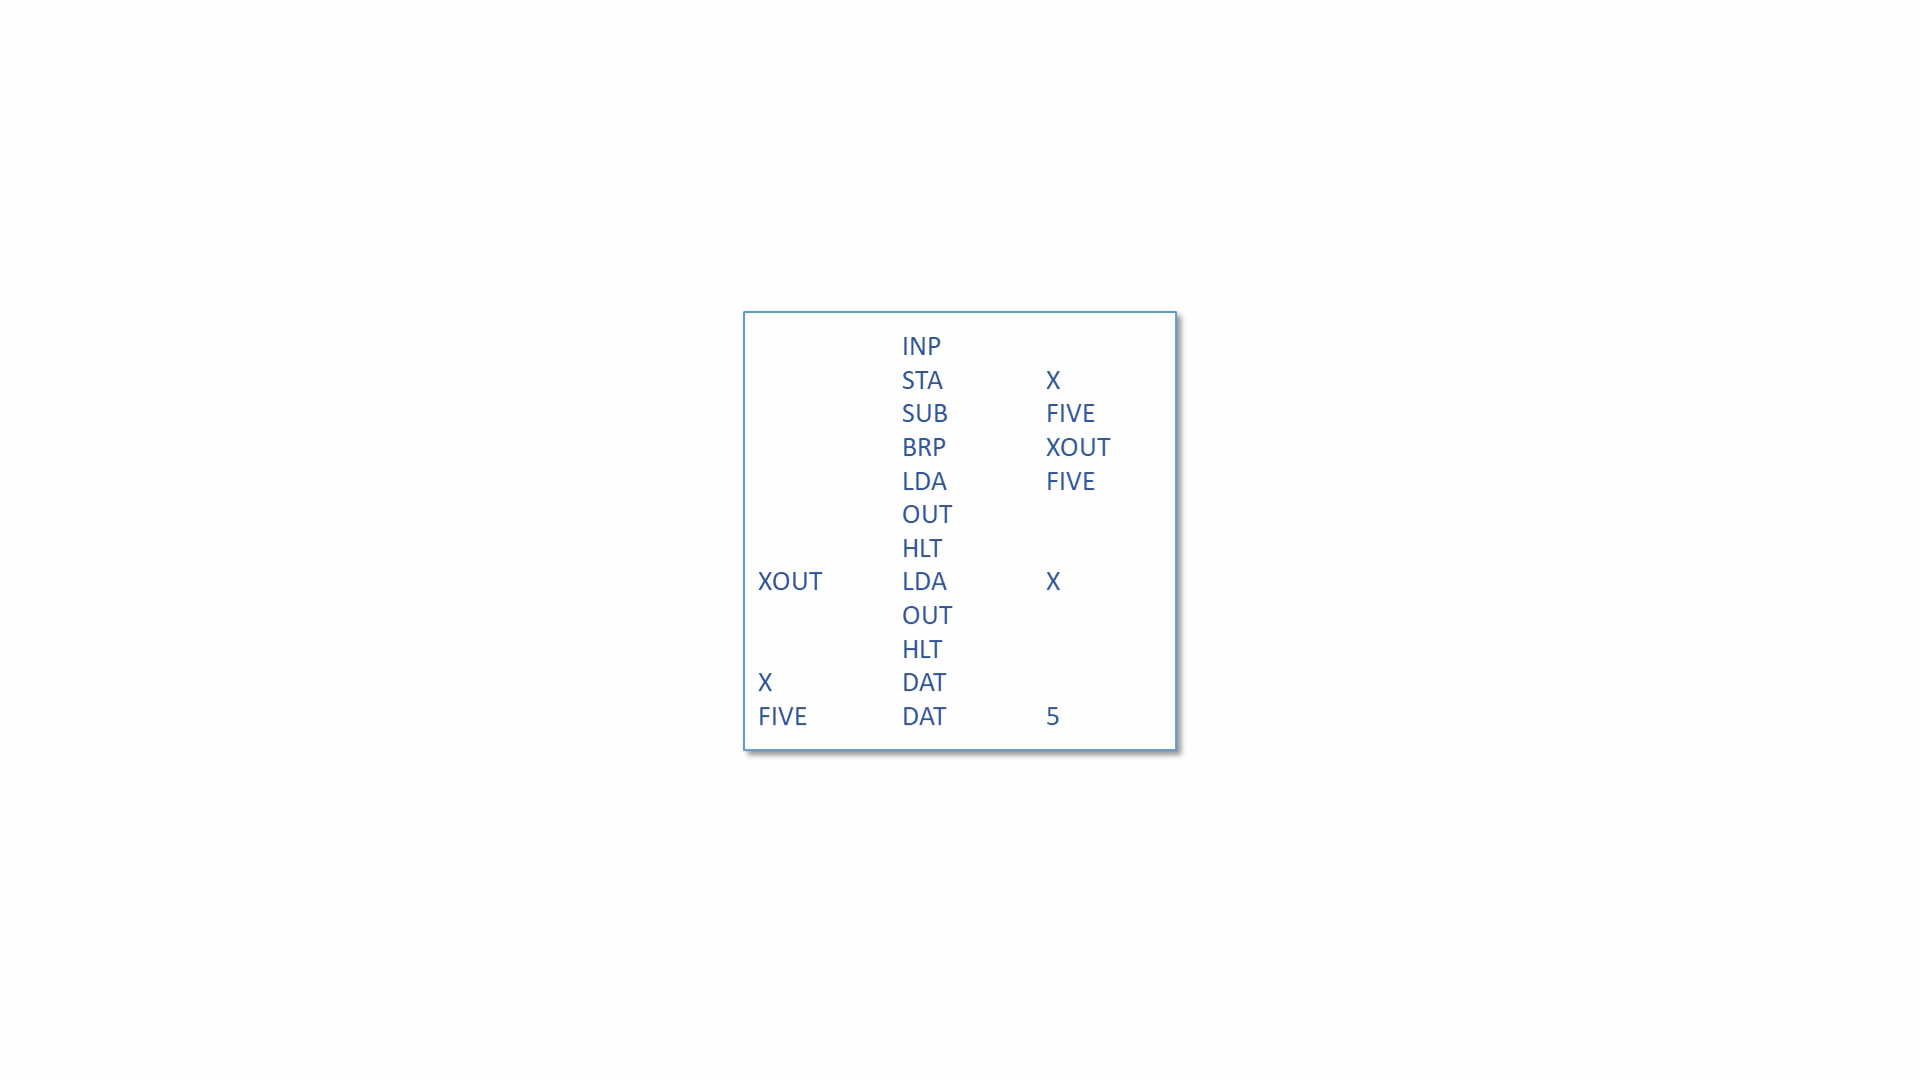 INP
STA X
SUB FIVE
BRP XOUT
LDA FIVE
OUT
HLT
XOUT LDA X
OUT
HLT
X DAT
FIVE DAT 5